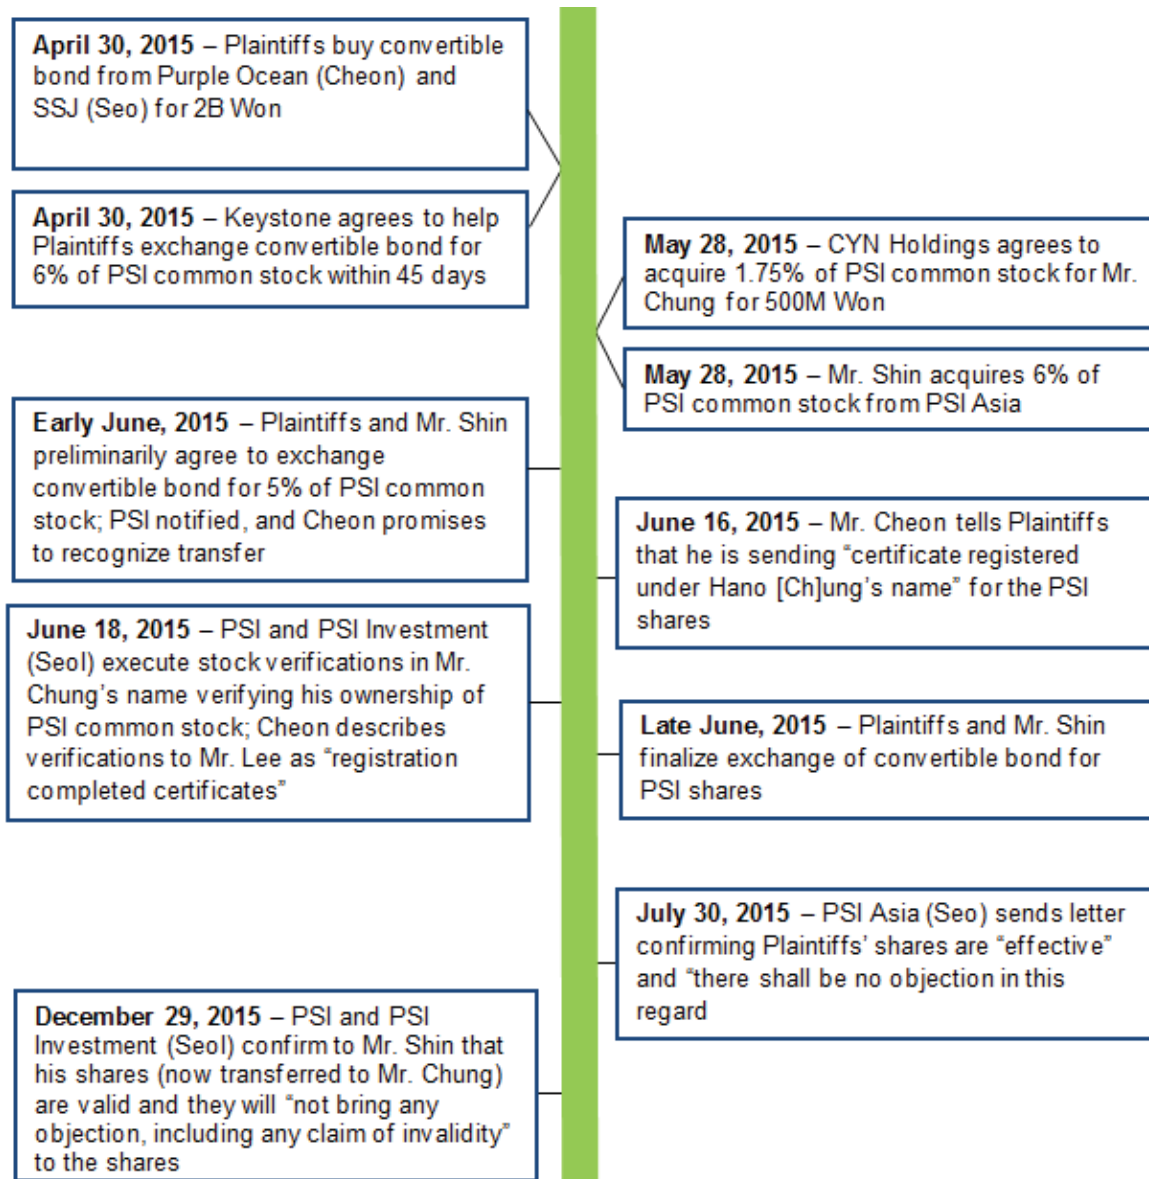 April 30, 2015 – Plaintiffs buy convertible
bond from Purple Ocean (Cheon) and
SSJ (Seo) for 2B Won
April 30, 2015 – Keystone agrees to help
Plaintiffs exchange convertible bond for
6% of PSI common stock within 45 days
May 28, 2015 – CYN Holdings agrees to
acquire 1.75% of PSI common stock for Mr.
Chung for 500M Won
May 28, 2015 – Mr. Shin acquires 6% of
PSI common stock from PSI Asia
Early June, 2015 – Plaintiffs and Mr. Shin
preliminarily agree to exchange
convertible bond for 5% of PSI common
stock; PSI notified, and Cheon promises
to recognize transfer
June 16, 2015 – Mr. Cheon tells Plaintiffs
that he is sending “certificate registered
under Hano [Ch]ung’s name” for the PSI
shares
June 18, 2015 – PSI and PSI Investment
(Seol) execute stock verifications in Mr.
Chung’s name verifying his ownership of
PSI common stock; Cheon describes
verifications to Mr. Lee as “registration
completed certificates”
Late June, 2015 – Plaintiffs and Mr. Shin
finalize exchange of convertible bond for
PSI shares
July 30, 2015 – PSI Asia (Seo) sends letter
confirming Plaintiffs’ shares are “effective”
and “there shall be no objection in this
regard
December 29, 2015 – PSI and PSI
Investment (Seol) confirm to Mr. Shin that
his shares (now transferred to Mr. Chung)
are valid and they will “not bring any
objection, including any claim of invalidity”
to the shares